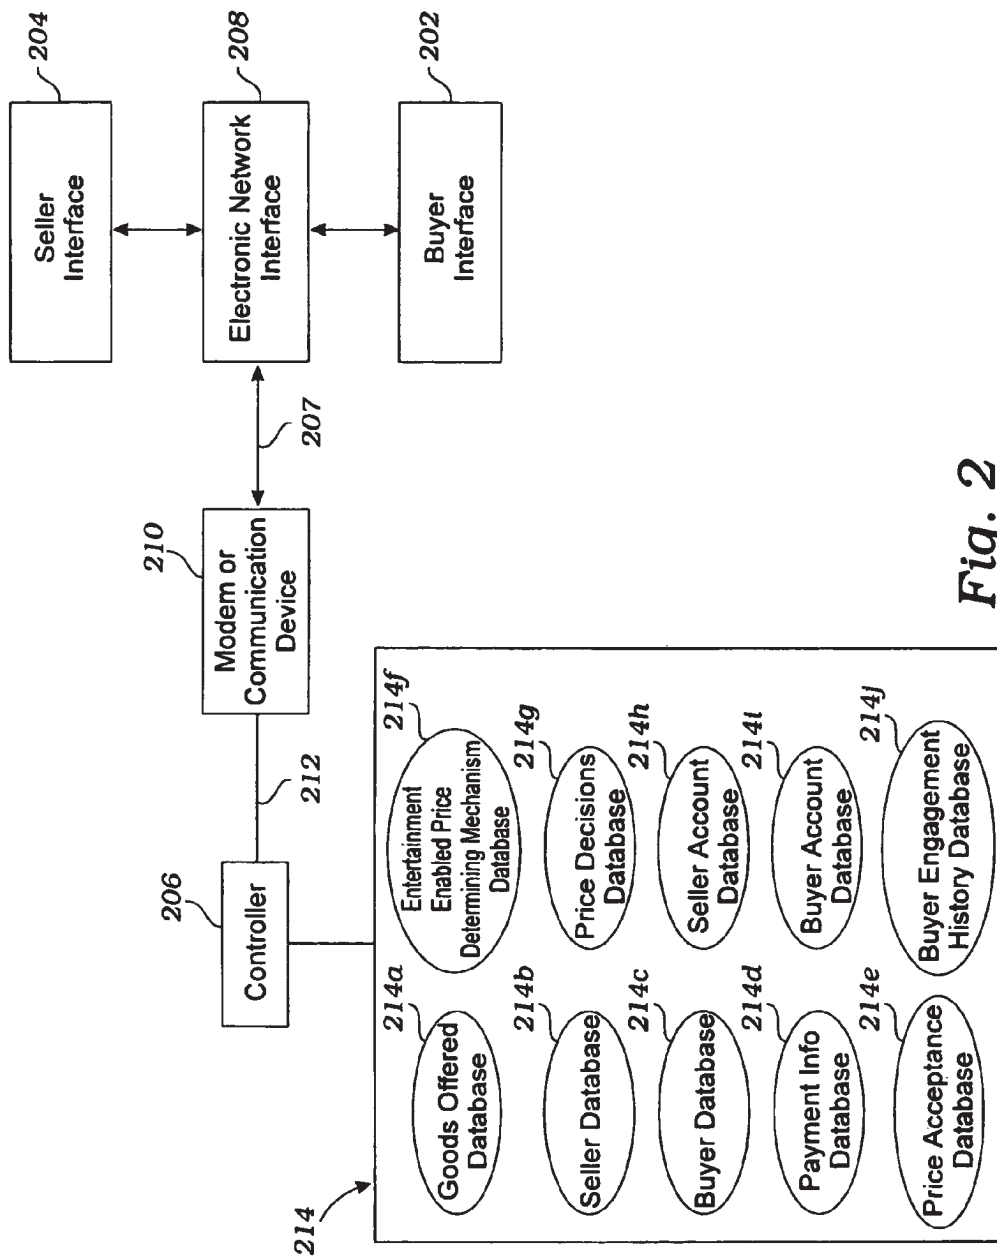 206
Controller
212
210
Modem or
Communication
Device
207
204
Seller
Interface
208
Electronic Network
Interface
202
Buyer
Interface
214
214a
Goods Offered
Database
214b
Seller Database
214c
Buyer Database
214d
Payment Info
Database
214e
Price Acceptance
Database
214f
Entertainment
Enabled Price
Determining Mechanism
Database
214g
Price Decisions
Database
214h
Seller Account
Database
214i
Buyer Account
Database
214j
Buyer Engagement
History Database
Fig. 2